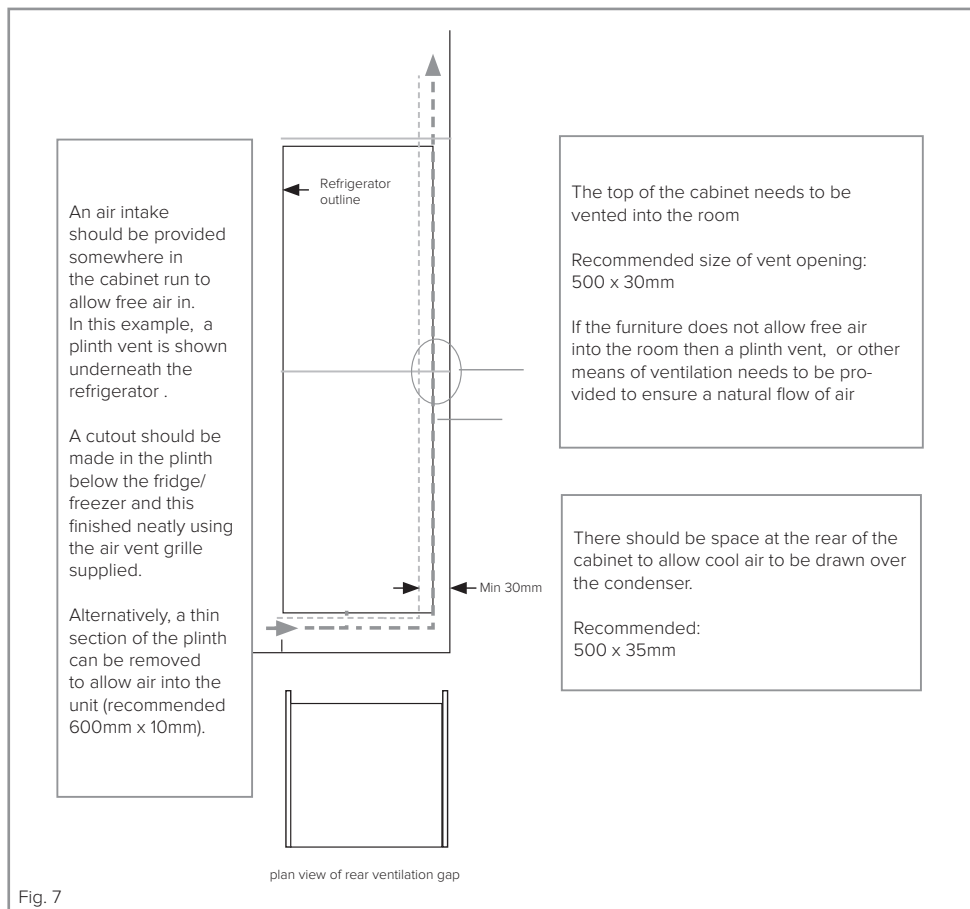 An air intake
should be provided
somewhere in
the cabinet run to
allow free air in.
In this example, a
plinth vent is shown
underneath the
refrigerator .
A cutout should be
made in the plinth
below the fridge/
freezer and this
finished neatly using
the air vent grille
supplied.
Alternatively, a thin
section of the plinth
can be removed
to allow air into the
unit (recommended
600mm x 10mm).
Refrigerator
outline
Min 30mm
The top of the cabinet needs to be
vented into the room
Recommended size of vent opening:
500 x 30mm
If the furniture does not allow free air
into the room then a plinth vent, or other
means of ventilation needs to be pro-
vided to ensure a natural flow of air
There should be space at the rear of the
cabinet to allow cool air to be drawn over
the condenser.
Recommended:
500 x 35mm
plan view of rear ventilation gap
Fig. 7